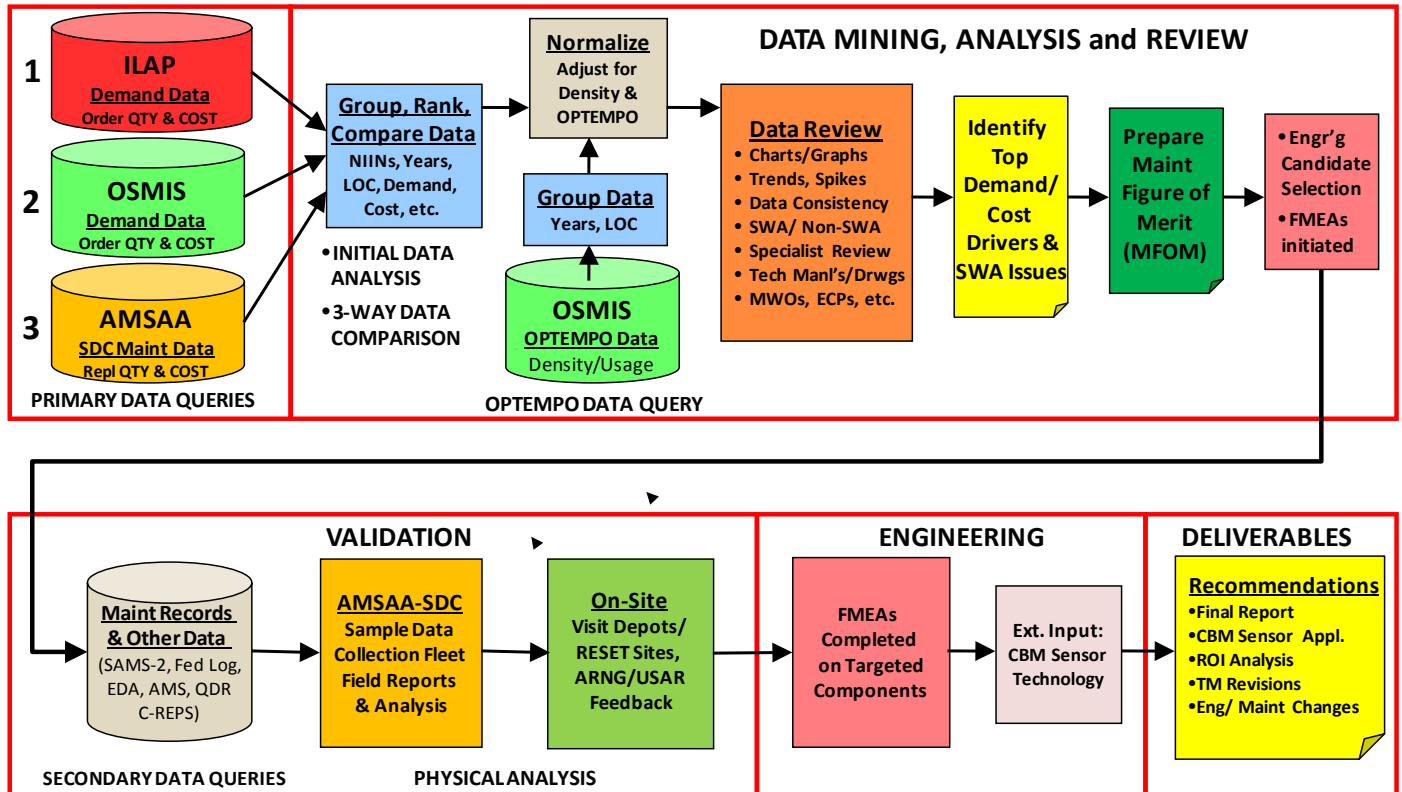 DATA MINING, ANALYSIS and REVIEW
1
ILAP
Demand Data
Order QTY & COST
2
OSMIS
Demand Data
Order QTY & COST
3
AMSAA
SDC Maint Data
Repl QTY & COST
PRIMARY DATA QUERIES
Group, Rank,
Compare Data
NIINs, Years,
LOC, Demand,
Cost, etc.
•INITIAL DATA
ANALYSIS
•3-WAY DATA
COMPARISON
Normalize
Adjust for
Density &
OPTEMPO
Group Data
Years, LOC
OSMIS
OPTEMPO Data
Density/Usage
OPTEMPO DATA QUERY
Data Review
• Charts/Graphs
• Trends, Spikes
• Data Consistency
• SWA/ Non-SWA
• Specialist Review
• Tech Manl's/Drwgs
• MWOs, ECPs, etc.
Identify
Top
Demand/
Cost
Drivers &
SWA Issues
Prepare
Maint
Figure of
Merit
(MFOM)
• Engr'g
Candidate
Selection
• FMEAs
initiated
VALIDATION
Maint Records
& Other Data
(SAMS-2, Fed Log,
EDA, AMS, QDR
C-REPS)
SECONDARY DATA QUERIES
AMSAA-SDC
Sample Data
Collection Fleet
Field Reports
& Analysis
On-Site
Visit Depots/
RESET Sites,
ARNG/USAR
Feedback
PHYSICAL ANALYSIS
ENGINEERING
FMEAs
Completed
on Targeted
Components
Ext. Input:
CBM Sensor
Technology
DELIVERABLES
Recommendations
•Final Report
•CBM Sensor Appl.
•ROI Analysis
•TM Revisions
•Eng/ Maint Changes